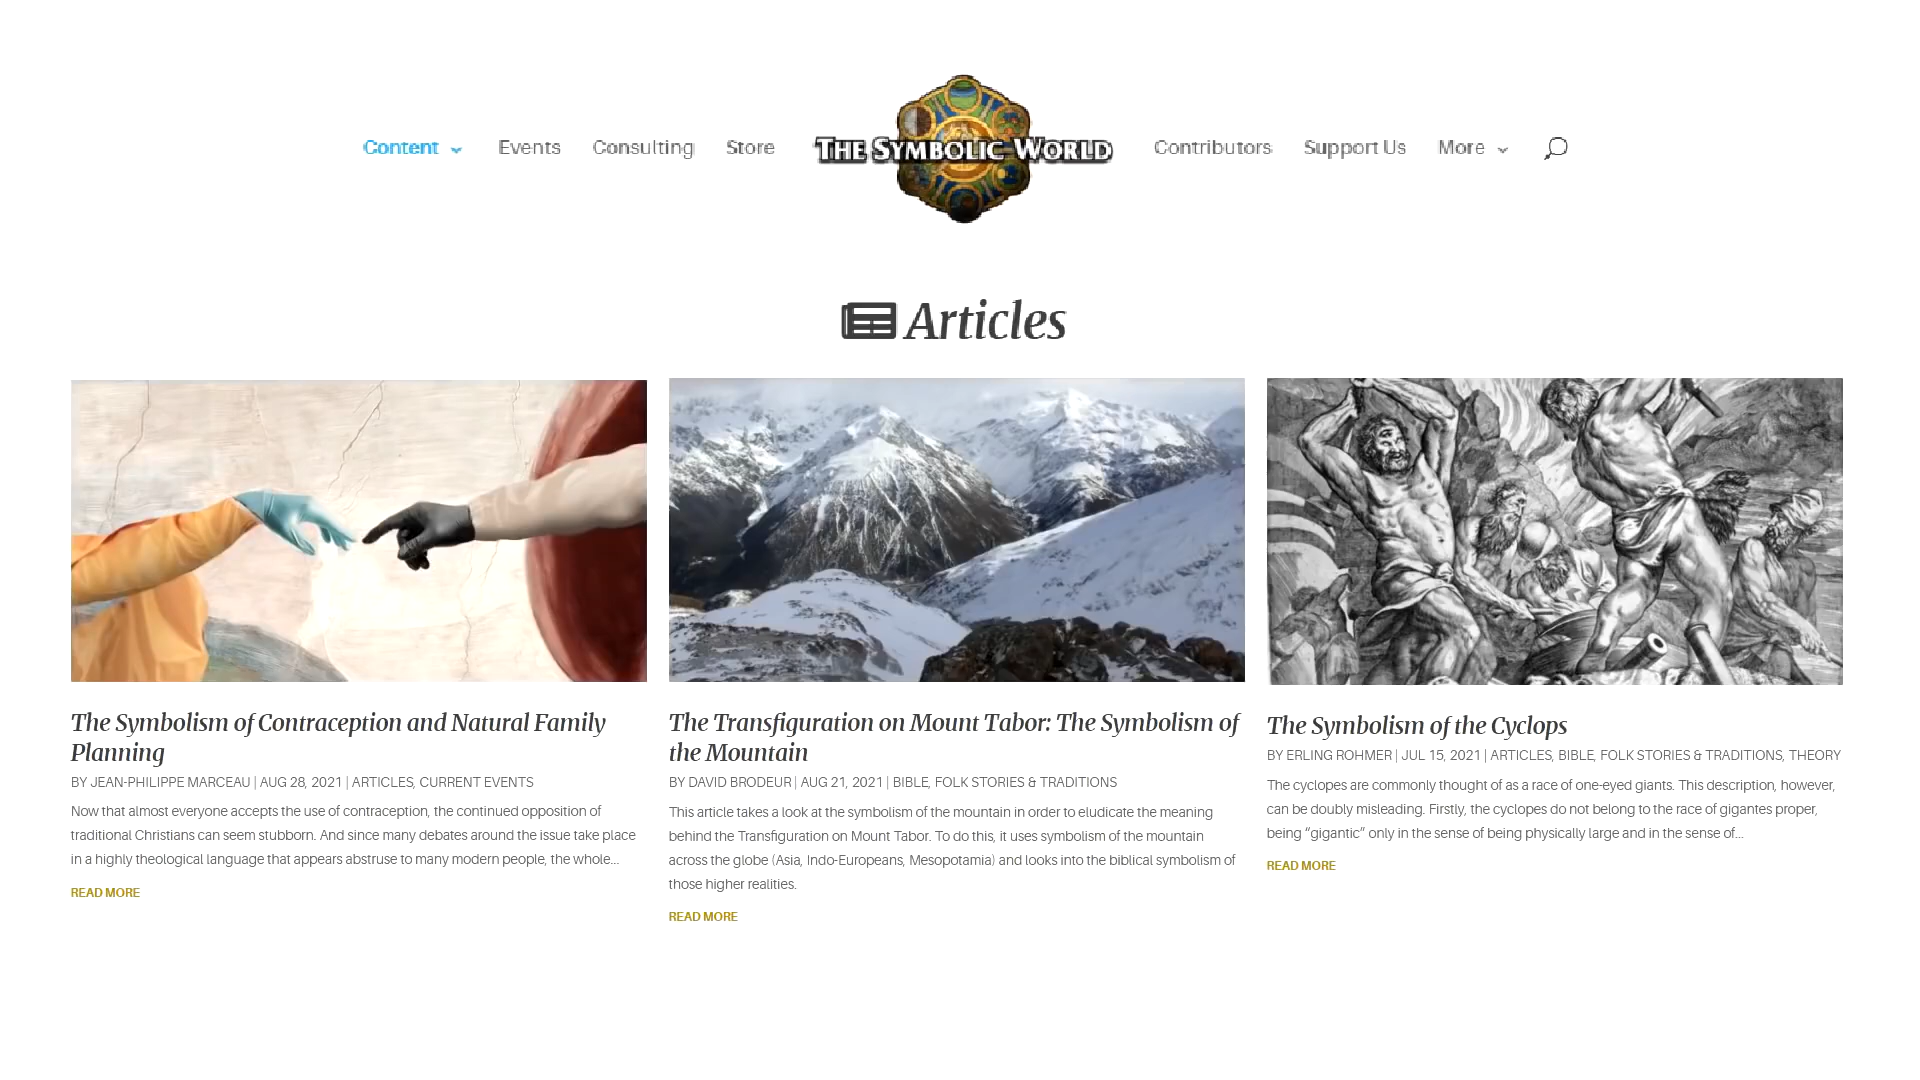 Content Events Consulting Store THE SYMBOLIC WORLD Contributors Support Us More
Articles
The Symbolism of Contraception and Natural Family
Planning
BY JEAN-PHILIPPE MARCEAU | AUG 28, 2021 | ARTICLES, CURRENT EVENTS
Now that almost everyone accepts the use of contraception, the continued opposition of
traditional Christians can seem stubborn. And since many debates around the issue take place
in a highly theological language that appears abstruse to many modern people, the whole...
READ MORE
The Transfiguration on Mount Tabor: The Symbolism of
the Mountain
BY DAVID BRODEUR | AUG 21, 2021 | BIBLE, FOLK STORIES & TRADITIONS
This article takes a look at the symbolism of the mountain in order to eludicate the meaning
behind the Transfiguration on Mount Tabor. To do this, it uses symbolism of the mountain
across the globe (Asia, Indo-Europeans, Mesopotamia) and looks into the biblical symbolism of
those higher realities.
READ MORE
The Symbolism of the Cyclops
BY ERLING ROHMER | JUL 15, 2021 | ARTICLES, BIBLE, FOLK STORIES & TRADITIONS, THEORY
The cyclopes are commonly thought of as a race of one-eyed giants. This description, however,
can be doubly misleading. Firstly, the cyclopes do not belong to the race of gigantes proper,
being “gigantic” only in the sense of being physically large and in the sense of...
READ MORE